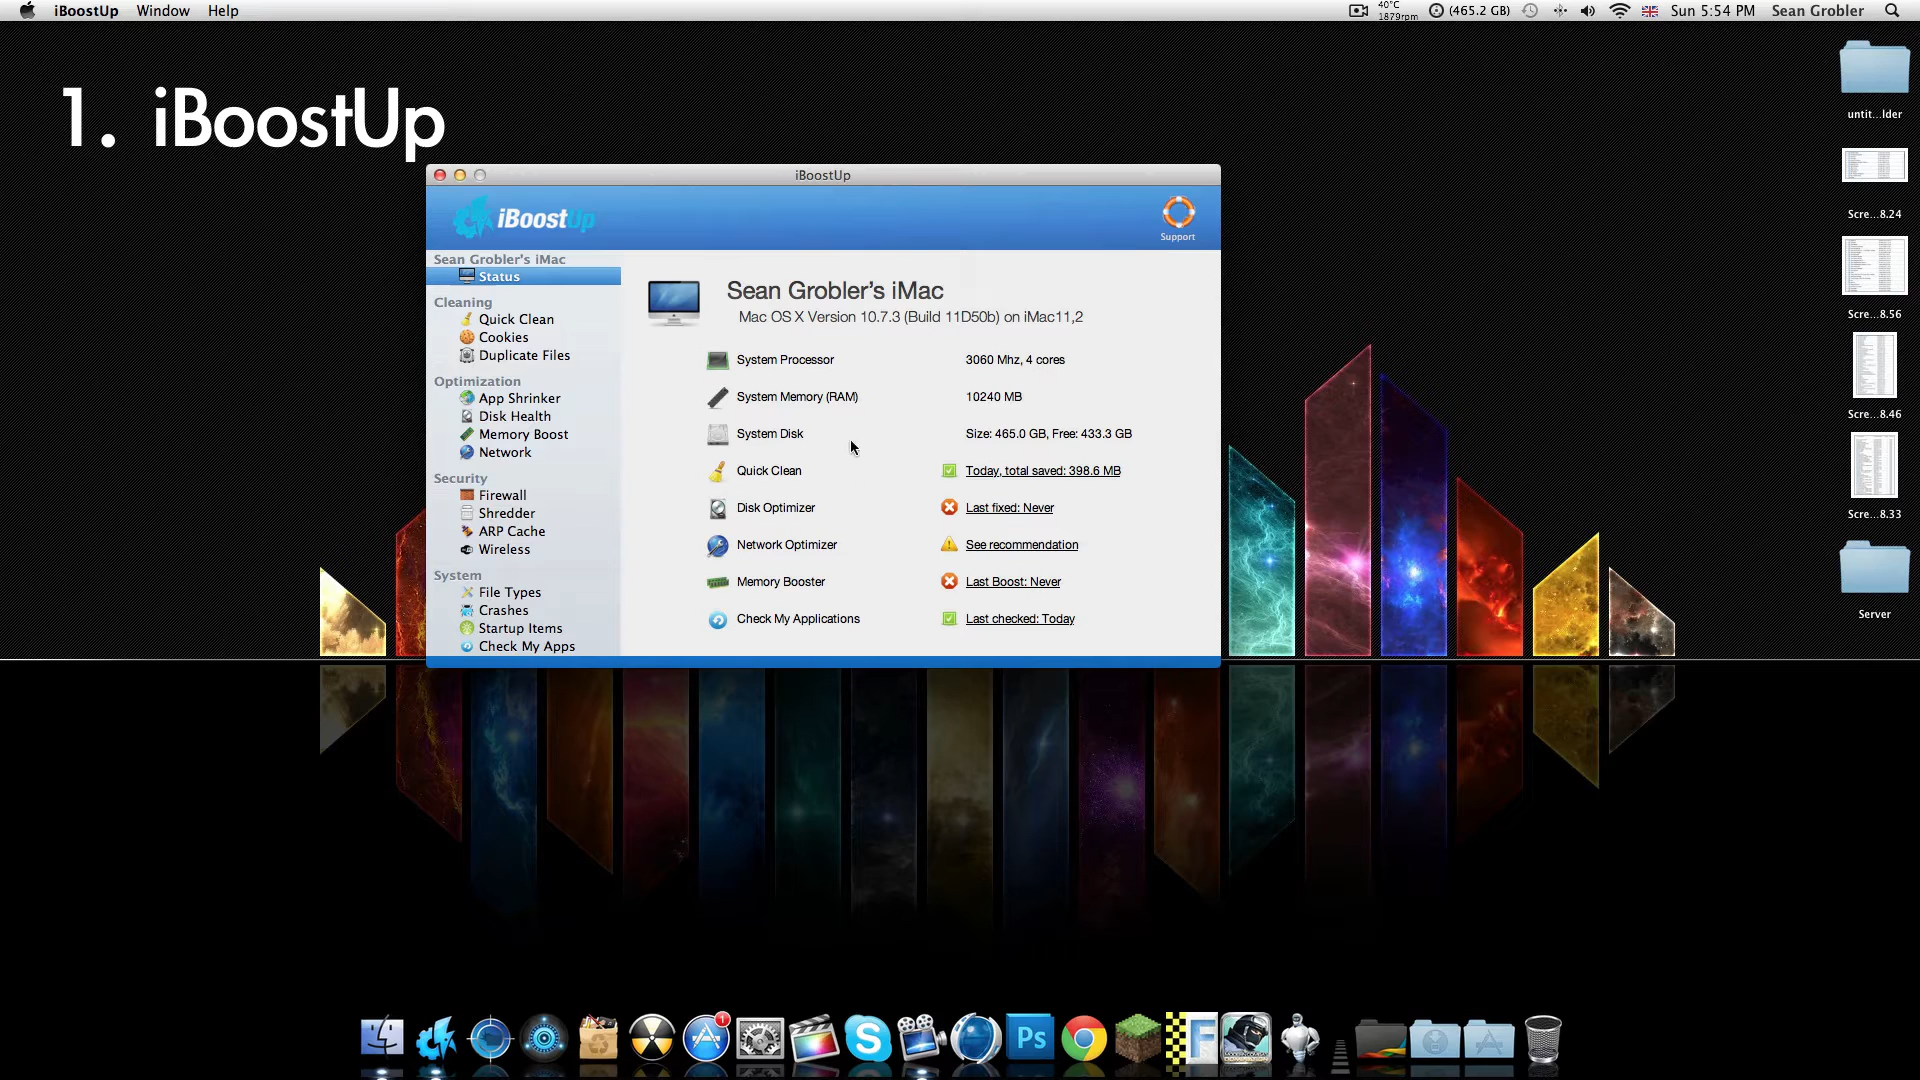 iBoostUp Window Help
40°C
1879rpm
(465.2 GB)
Sun 5:54 PM Sean Grobler
1. iBoostUp
iBoostUp
iBoostUp
Support
Sean Grobler's iMac
Status
Cleaning
Quick Clean
Cookies
Duplicate Files
Optimization
App Shrinker
Disk Health
Memory Boost
Network
Security
Firewall
Shredder
ARP Cache
Wireless
System
File Types
Crashes
Startup Items
Check My Apps
Sean Grobler's iMac
Mac OS X Version 10.7.3 (Build 11D50b) on iMac11,2
System Processor 3060 Mhz, 4 cores
System Memory (RAM) 10240 MB
System Disk Size: 465.0 GB, Free: 433.3 GB
Quick Clean Today, total saved: 398.6 MB
Disk Optimizer Last fixed: Never
Network Optimizer See recommendation
Memory Booster Last Boost: Never
Check My Applications Last checked: Today
untit...lder
Scre...8.24
Scre...8.56
Scre...8.46
Scre...8.33
Server
1
Ps
F